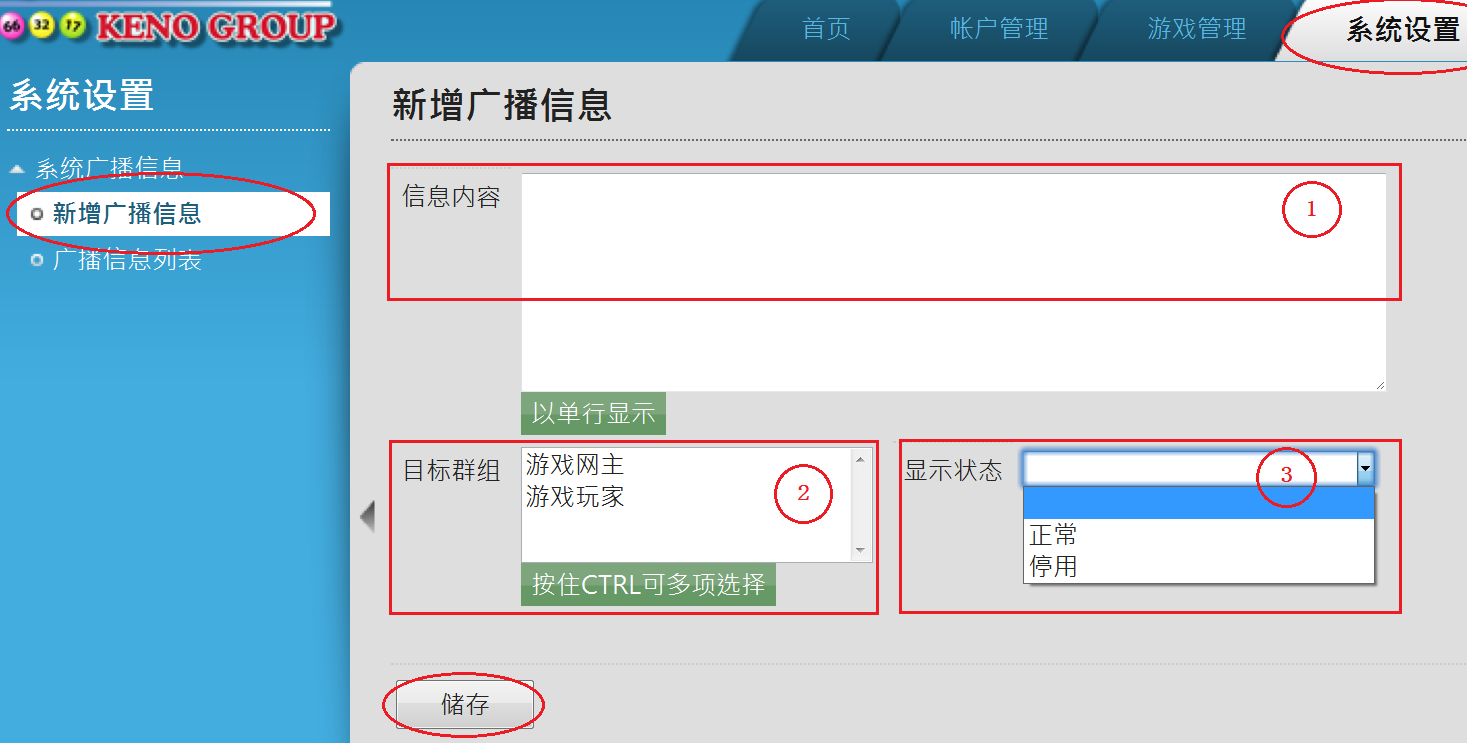 66 32 17 KENO GROUP
首页 帐户管理 游戏管理 系统设置
系统设置
系统广播信息
新增广播信息
广播信息列表
新增广播信息
信息内容
1
以单行显示
目标群组
游戏网主
游戏玩家
2
按住CTRL可多项选择
显示状态
3
正常
停用
储存